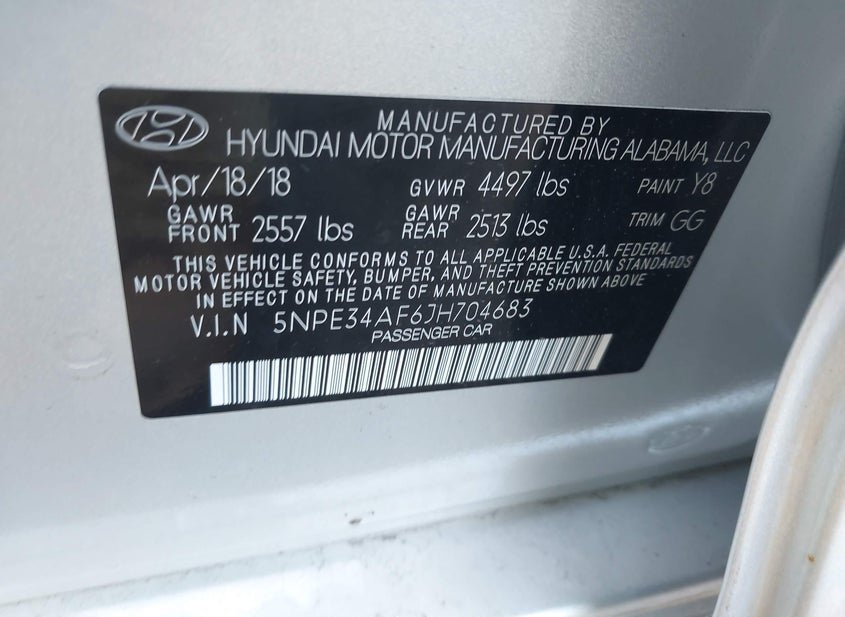 MANUFACTURED BY
HYUNDAI MOTOR MANUFACTURING ALABAMA, LLC
Apr/18/18 GVWR 4497 lbs PAINT Y8
GAWR FRONT 2557 lbs GAWR REAR 2513 lbs TRIM GG
THIS VEHICLE CONFORMS TO ALL APPLICABLE U.S.A. FEDERAL
MOTOR VEHICLE SAFETY, BUMPER, AND THEFT PREVENTION STANDARDS
IN EFFECT ON THE DATE OF MANUFACTURE SHOWN ABOVE
V.I.N 5NPE34AF6JH704683
PASSENGER CAR